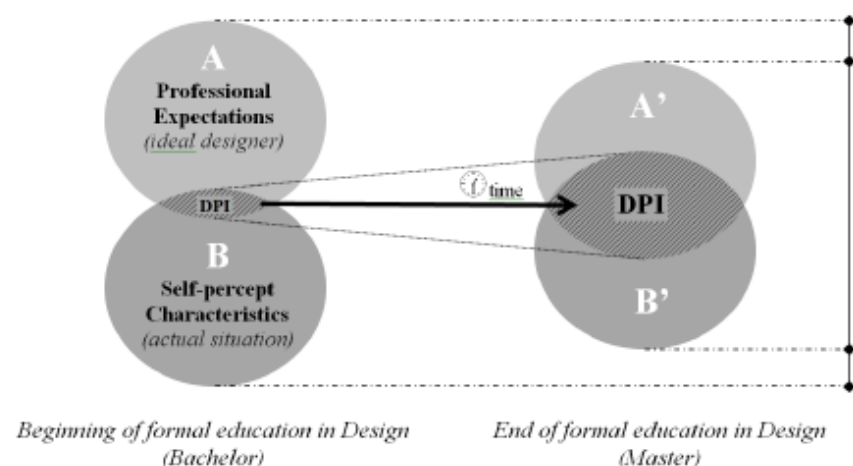 A
Professional
Expectations
(ideal designer)
A’
time
DPI
DPI
B
Self-percept
Characteristics
(actual situation)
B’
Beginning of formal education in Design
(Bachelor)
End of formal education in Design
(Master)